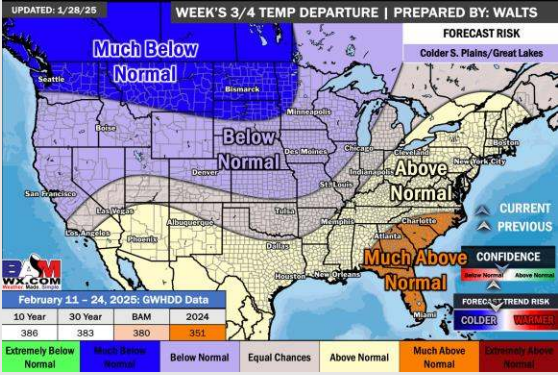 UPDATED: 1/28/25
WEEK'S 3/4 TEMP DEPARTURE | PREPARED BY: WALTS
FORECAST RISK
Colder S. Plains/Great Lakes
Much Below
Normal
Seattle
Bismarck
Minneapolis
Boise
Below
Normal
Des Moines
Chicago
Cleveland
Boston
New York City
Denver
Indianapolis
Above
Normal
San Francisco
St. Louis
Las Vegas
Tulsa
Memphis
Charlotte
CURRENT
PREVIOUS
Los Angeles
Albuquerque
Phoenix
Dallas
Atlanta
Much Above
Normal
Houston
New Orleans
Miami
CONFIDENCE
Below Normal
Above Normal
BAM
WX.COM
Weather. Made. Simple.
FORECAST TREND RISK
COLDER
WARMER
February 11 - 24, 2025: GWHDD Data
10 Year 30 Year BAM 2024
386 383 380 351
Extremely Below Normal
Much Below Normal
Below Normal
Equal Chances
Above Normal
Much Above Normal
Extremely Above Normal